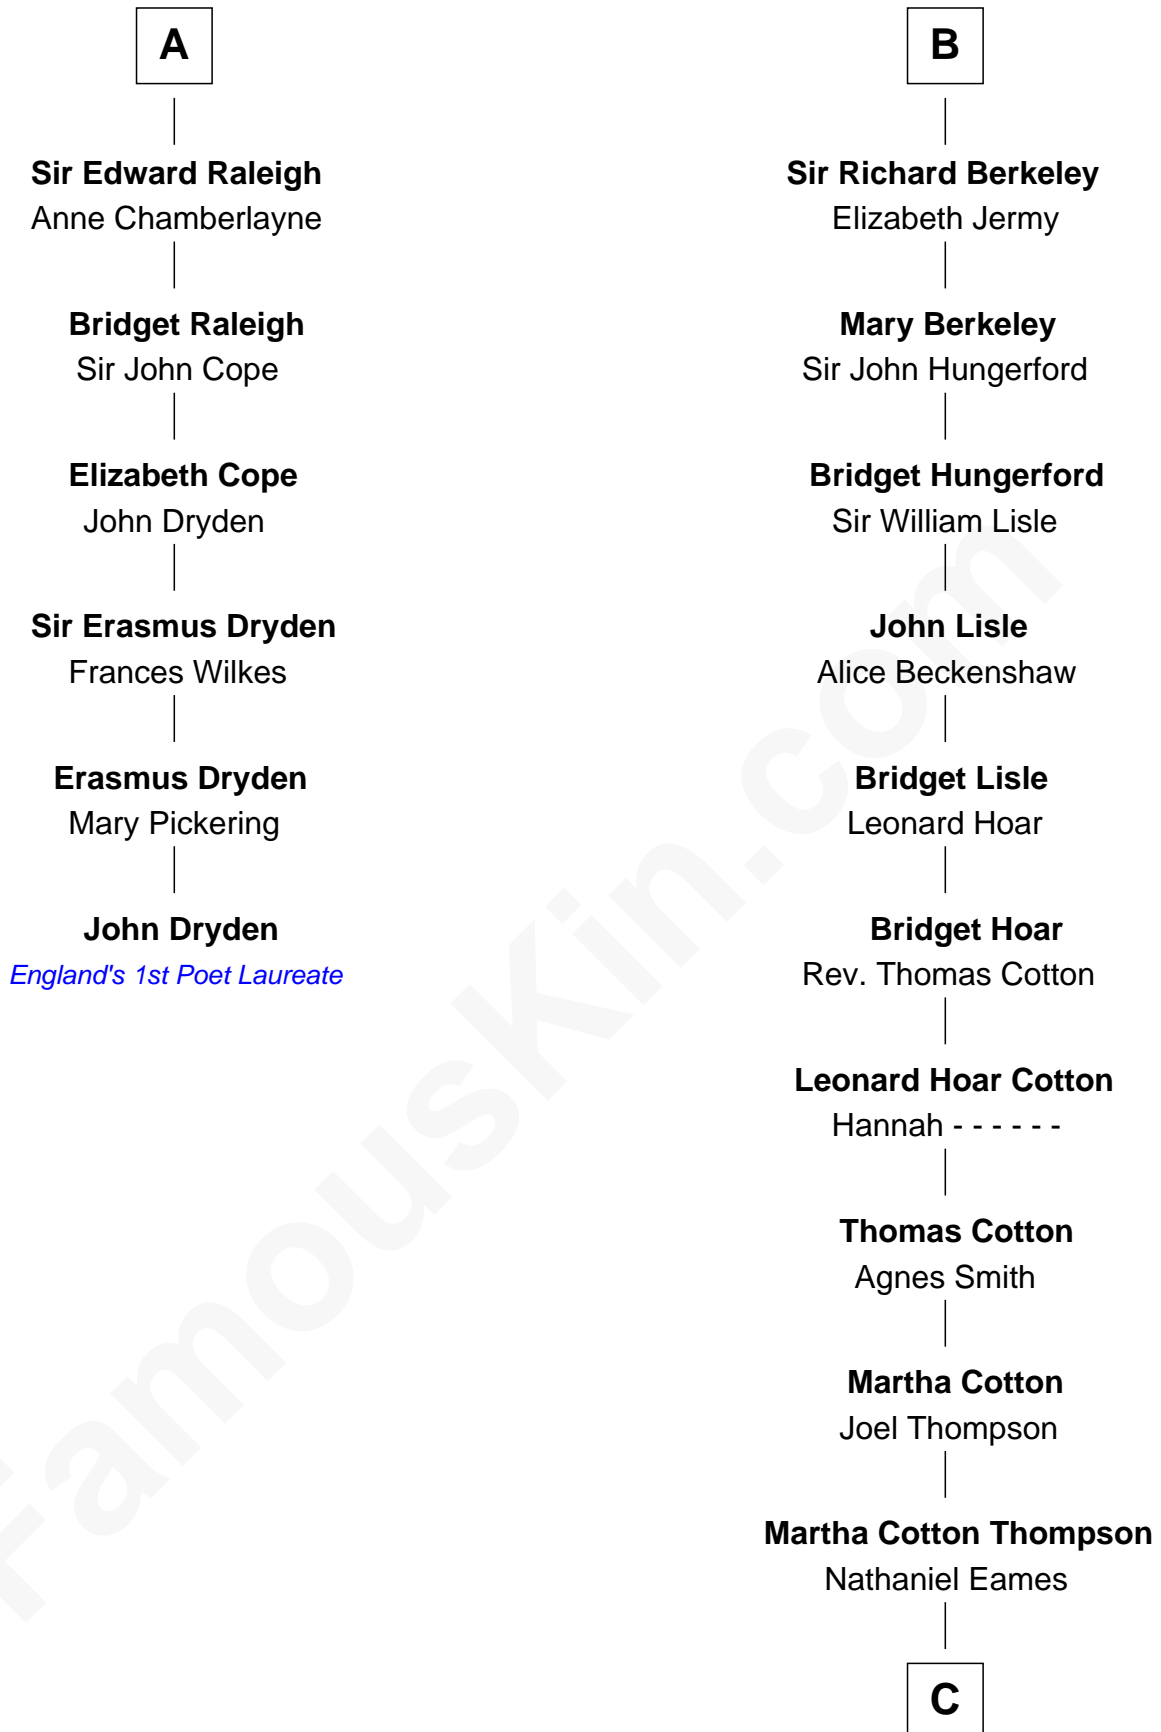 A
Sir Edward Raleigh
Anne Chamberlayne
Bridget Raleigh
Sir John Cope
Elizabeth Cope
John Dryden
Sir Erasmus Dryden
Frances Wilkes
Erasmus Dryden
Mary Pickering
John Dryden
England's 1st Poet Laureate
B
Sir Richard Berkeley
Elizabeth Jermy
Mary Berkeley
Sir John Hungerford
Bridget Hungerford
Sir William Lisle
John Lisle
Alice Beckenshaw
Bridget Lisle
Leonard Hoar
Bridget Hoar
Rev. Thomas Cotton
Leonard Hoar Cotton
Hannah - - - - - -
Thomas Cotton
Agnes Smith
Martha Cotton
Joel Thompson
Martha Cotton Thompson
Nathaniel Eames
C
FamousKin.com